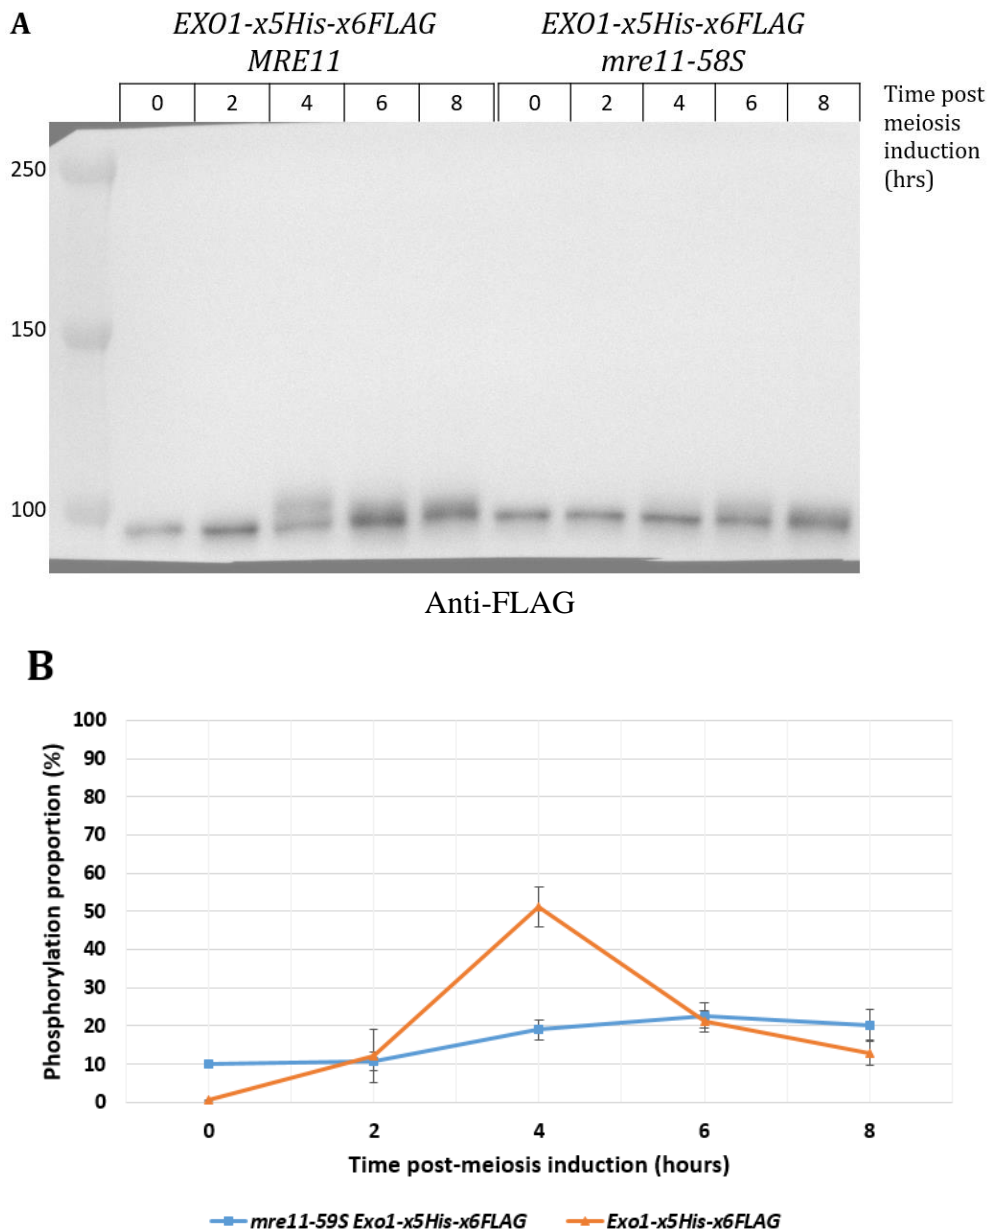 A
EXO1-x5His-x6FLAG EXO1-x5His-x6FLAG
MRE11 mre11-58S
0 2 4 6 8 0 2 4 6 8
Time post
meiosis
induction
(hrs)
250
150
100
Anti-FLAG
B
Phosphorylation proportion (%)
100
90
80
70
60
50
40
30
20
10
0
0 2 4 6 8
Time post-meiosis induction (hours)
mre11-59S Exo1-x5His-x6FLAG Exo1-x5His-x6FLAG